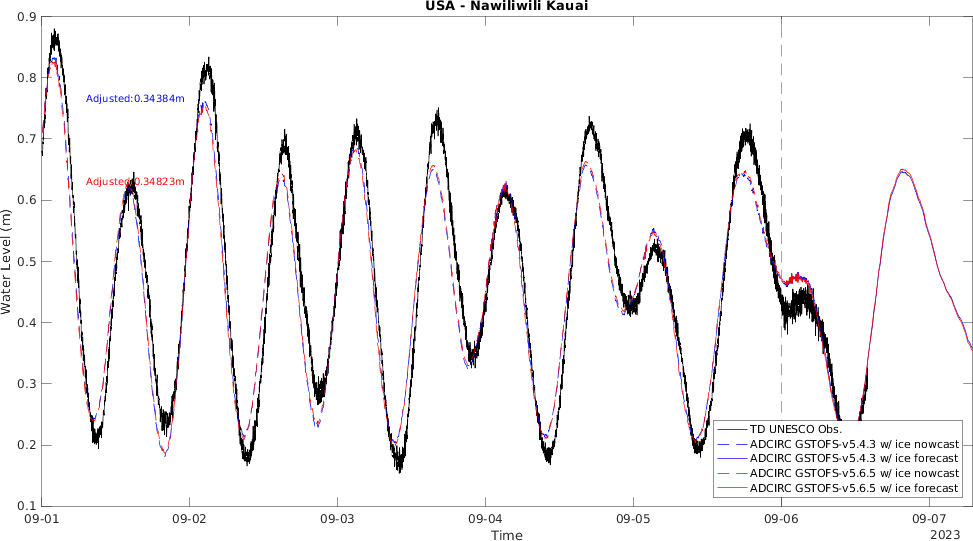 USA - Nawiliwili Kauai
0.9
0.8
0.7
0.6
0.5
0.4
0.3
0.2
0.1
Water Level (m)
Adjusted:0.34384m
Adjusted:0.34823m
TD UNESCO Obs.
ADCIRC GSTOFS-v5.4.3 w/ ice nowcast
ADCIRC GSTOFS-v5.4.3 w/ ice forecast
ADCIRC GSTOFS-v5.6.5 w/ ice nowcast
ADCIRC GSTOFS-v5.6.5 w/ ice forecast
09-01 09-02 09-03 09-04 09-05 09-06 09-07
Time
2023